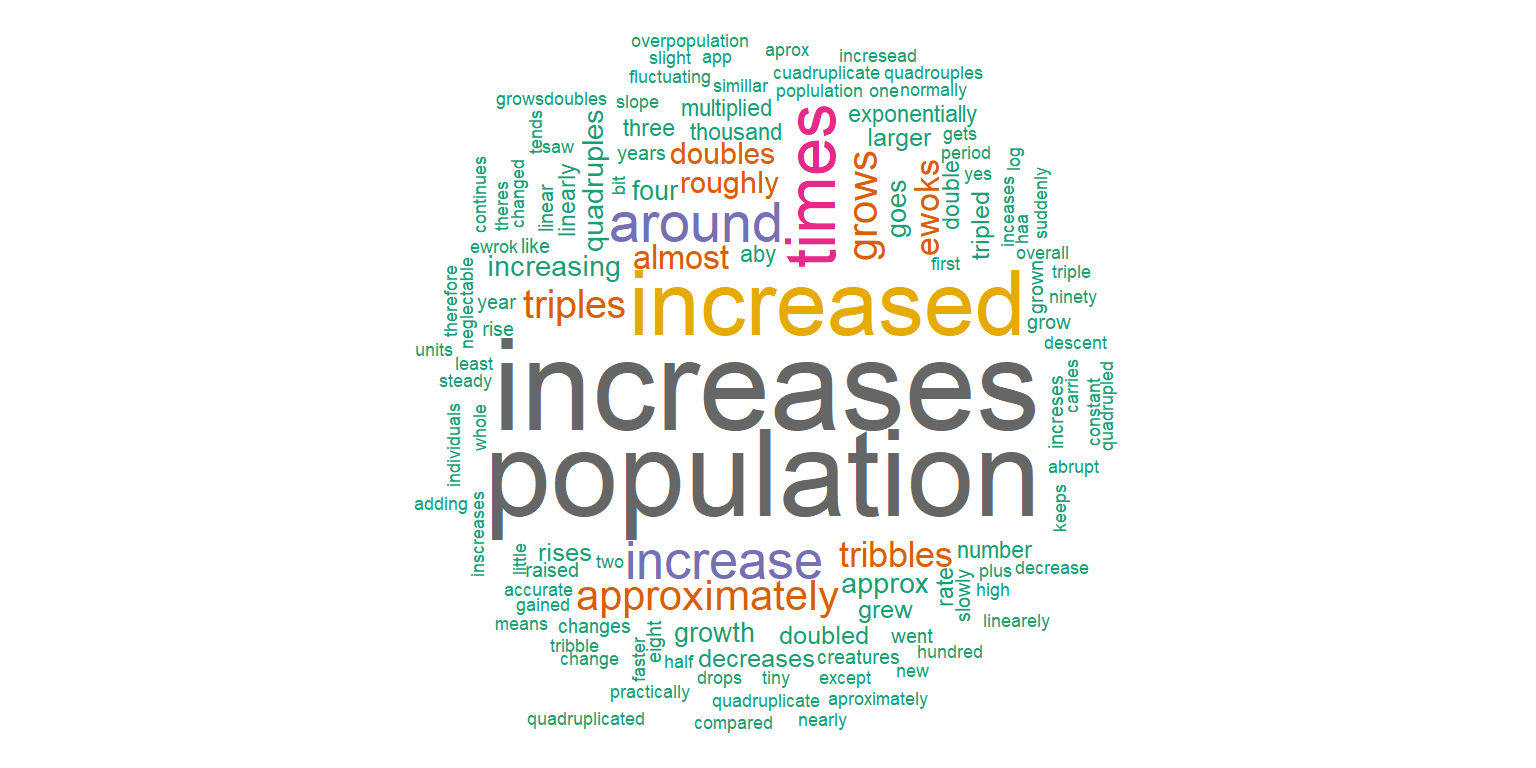 overpopulation
slight
app
aprox
incresead
fluctuating
simillar
cuadruplicate
quadrouples
poplulation
one
normally
grows
doubles
slope
multiplied
exponentially
tends
saw
quadruples
three
thousand
times
larger
gets
years
doubles
period
log
continues
theres
changed
linear
linearly
bit
four
roughly
grows
goes
ewoks
double
yes
tripled
inceases
haa
suddenly
around
ewrok
like
almost
aby
first
overall
increasing
therefore
neglectable
triples
increased
grown
triple
year
ninety
rise
grow
units
descent
least
steady
increases
increses
carries
constant
quadrupled
individuals
whole
population
abrupt
adding
keeps
inscreases
little
rises
two
increase
tribbles
number
raised
plus
decrease
accurate
approximately
approx
rate
slowly
high
gained
grew
means
changes
growth
doubled
went
linearely
tribble
change
faster
eight
half
decreases
creatures
hundred
drops
tiny
except
new
practically
quadruplicate
aproximately
quadruplicated
compared
nearly